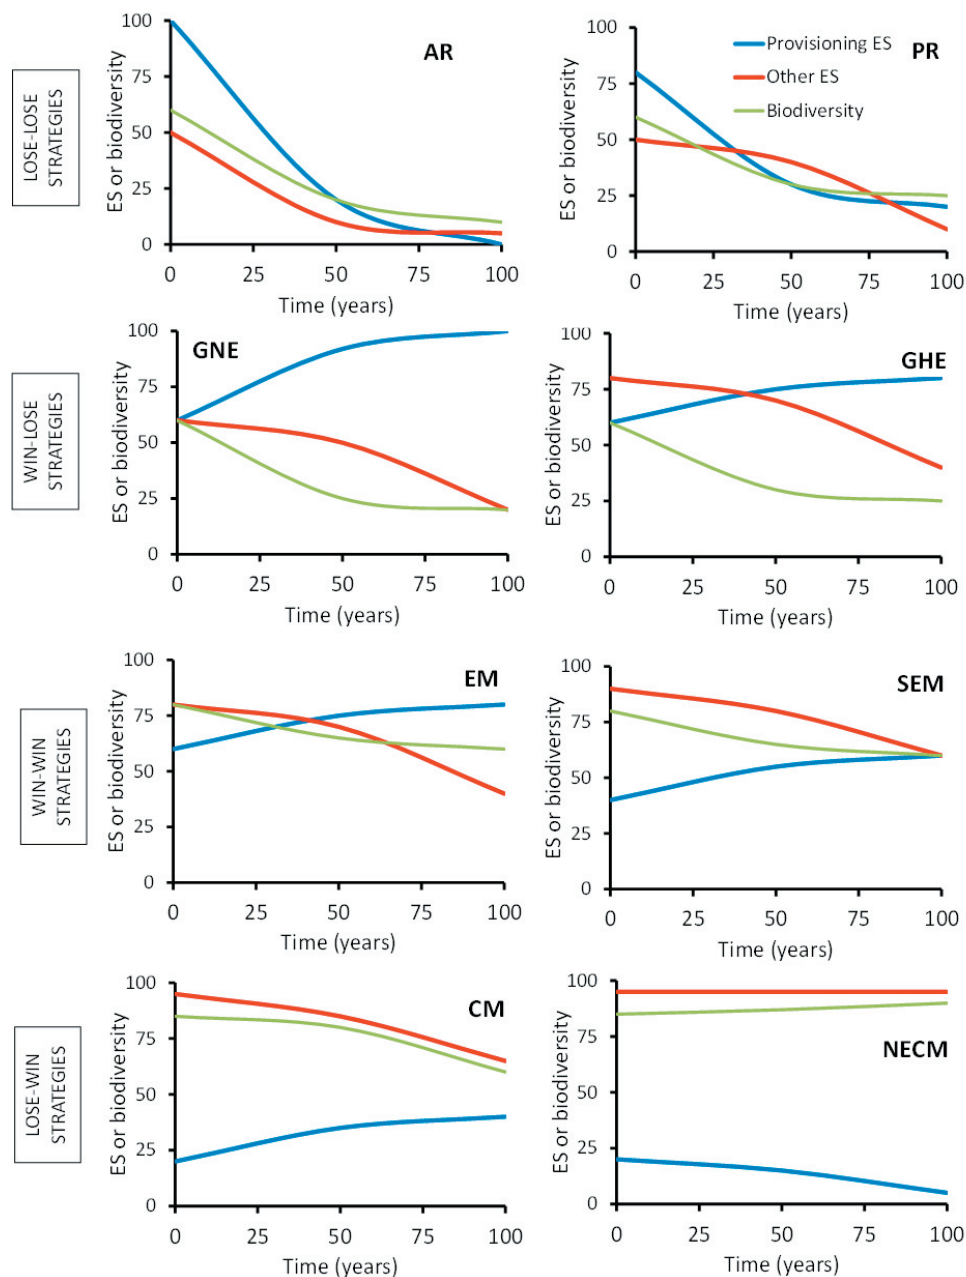 LOSE-LOSE
STRATEGIES
ES or biodiversity
100
75
50
25
0
AR
0 25 50 75 100
Time (years)
ES or biodiversity
100
75
50
25
0
Provisioning ES
Other ES
Biodiversity
PR
0 25 50 75 100
Time (years)
WIN-LOSE
STRATEGIES
ES or biodiversity
100
75
50
25
0
GNE
0 25 50 75 100
Time (years)
ES or biodiversity
100
75
50
25
0
GHE
0 25 50 75 100
Time (years)
WIN-WIN
STRATEGIES
ES or biodiversity
100
75
50
25
0
EM
0 25 50 75 100
Time (years)
ES or biodiversity
100
75
50
25
0
SEM
0 25 50 75 100
Time (years)
LOSE-WIN
STRATEGIES
ES or biodiversity
100
75
50
25
0
CM
0 25 50 75 100
Time (years)
ES or biodiversity
100
75
50
25
0
NECM
0 25 50 75 100
Time (years)